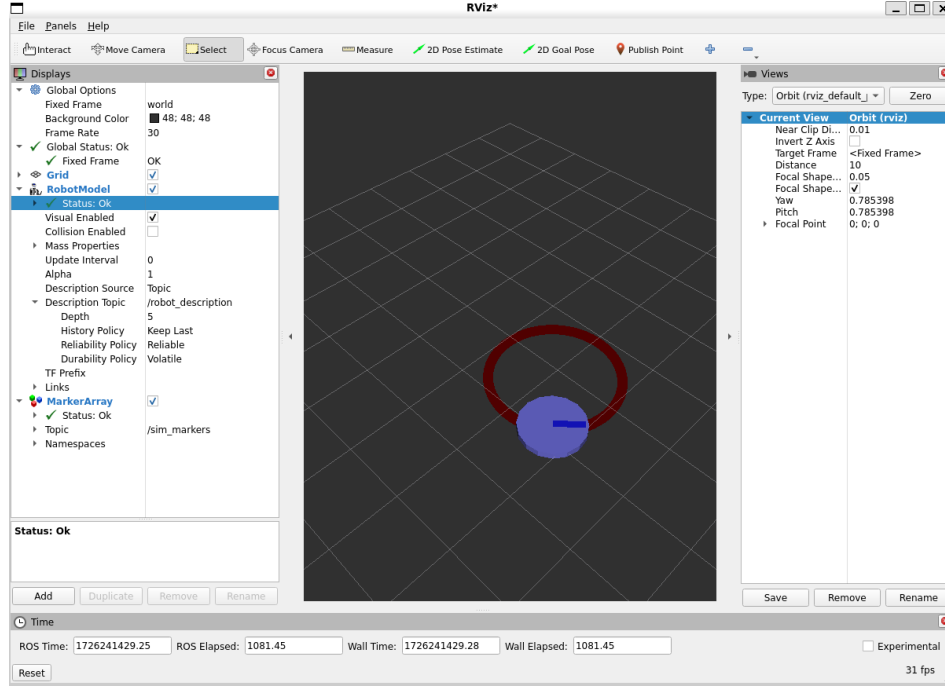 RViz*
File Panels Help
Interact Move Camera Select Focus Camera Measure 2D Pose Estimate 2D Goal Pose Publish Point
Displays
Global Options
Fixed Frame world
Background Color 48; 48; 48
Frame Rate 30
Global Status: Ok
Fixed Frame OK
Grid
RobotModel
Status: Ok
Visual Enabled
Collision Enabled
Mass Properties
Update Interval 0
Alpha 1
Description Source Topic
Description Topic /robot_description
Depth 5
History Policy Keep Last
Reliability Policy Reliable
Durability Policy Volatile
TF Prefix
Links
MarkerArray
Status: Ok
Topic /sim_markers
Namespaces
Status: Ok
Add Duplicate Remove Rename
Views
Type: Orbit (rviz_default_ Zero
Current View Orbit (rviz)
Near Clip Di... 0.01
Invert Z Axis
Target Frame <Fixed Frame>
Distance 10
Focal Shape... 0.05
Focal Shape...
Yaw 0.785398
Pitch 0.785398
Focal Point 0; 0; 0
Save Remove Rename
Time
ROS Time: 1726241429.25 ROS Elapsed: 1081.45 Wall Time: 1726241429.28 Wall Elapsed: 1081.45 Experimental
Reset 31 fps